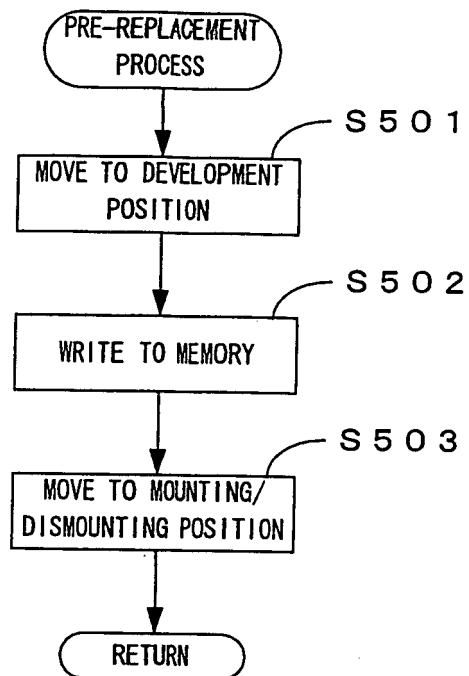 PRE-REPLACEMENT
PROCESS
S501
MOVE TO DEVELOPMENT
POSITION
S502
WRITE TO MEMORY
S503
MOVE TO MOUNTING/
DISMOUNTING POSITION
RETURN